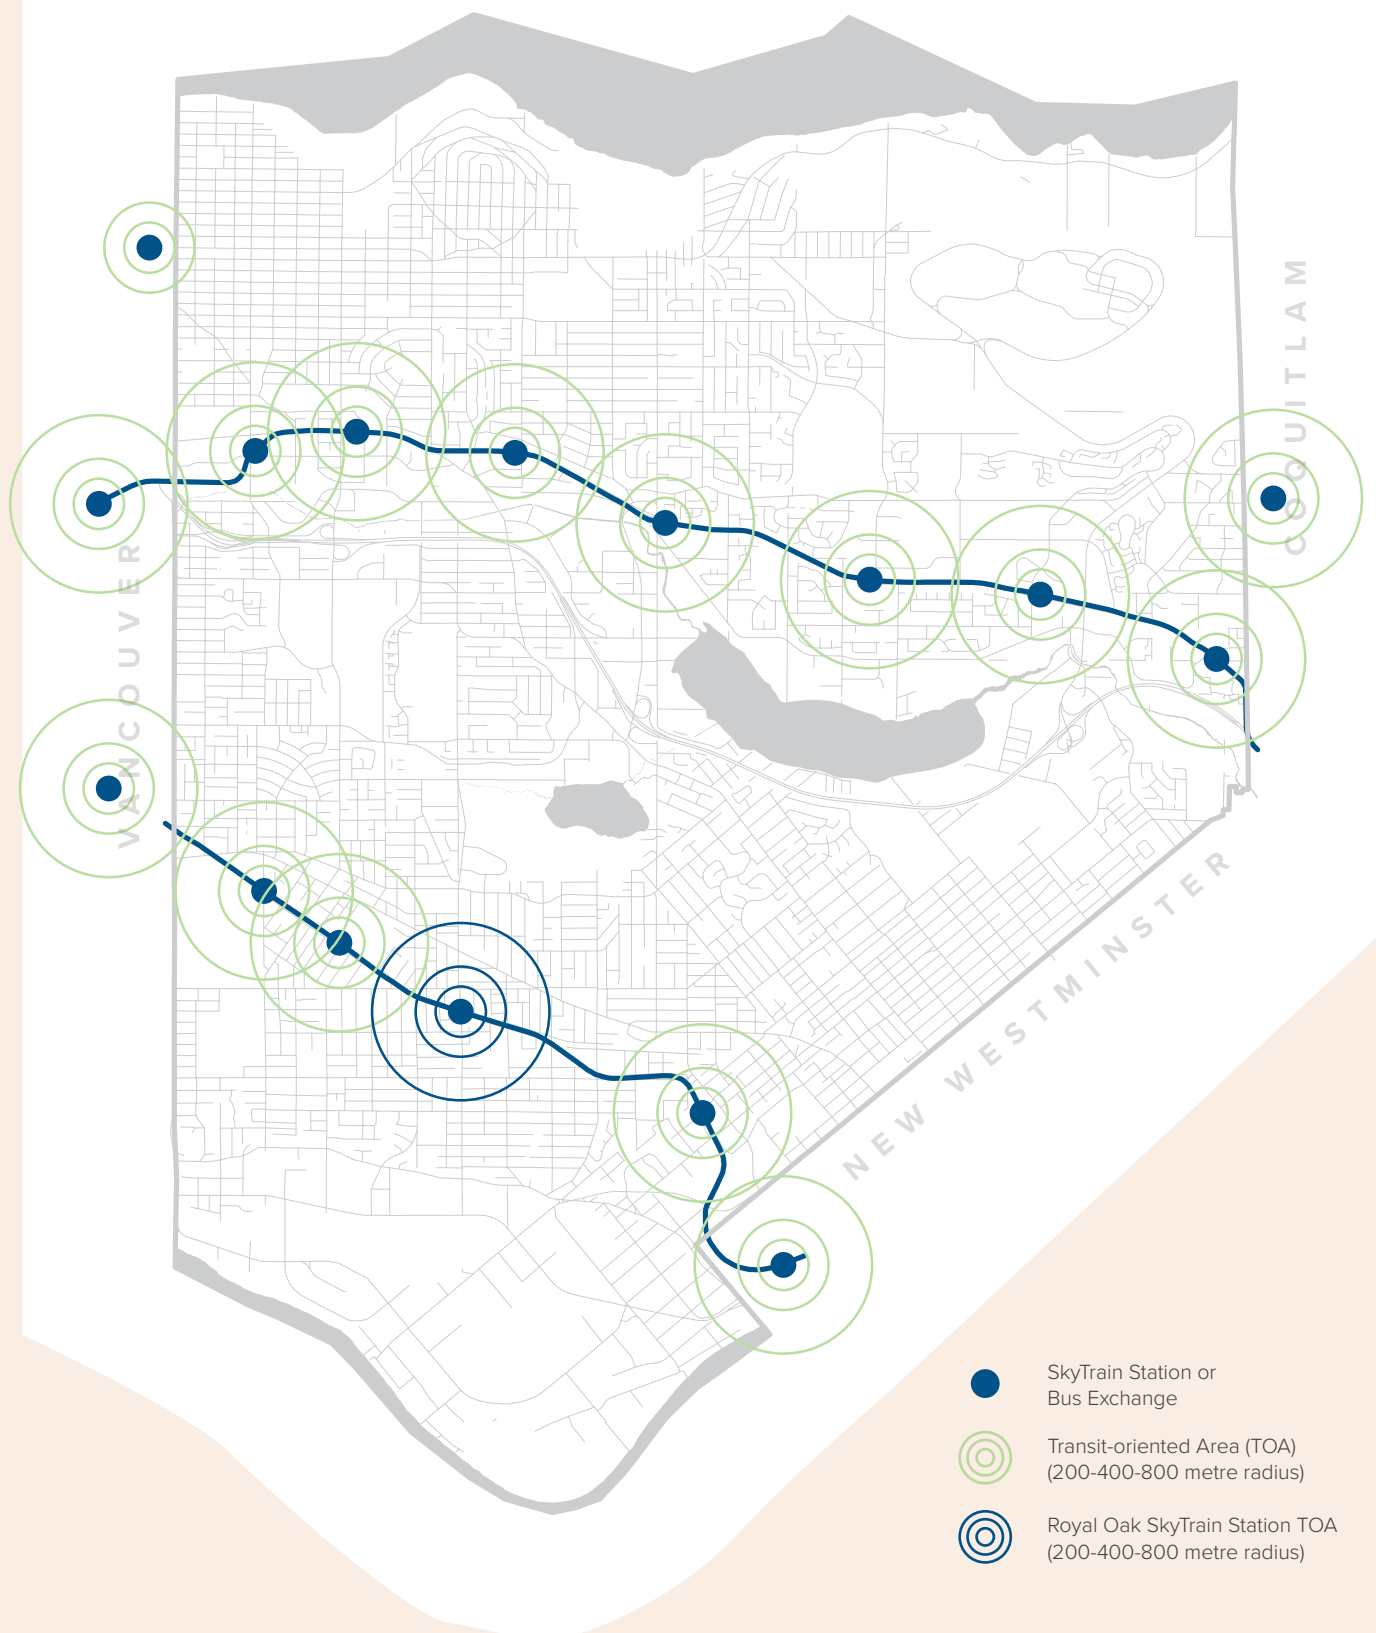 COQUITLAM
VANCOUVER
NEW WESTMINSTER
SkyTrain Station or
Bus Exchange
Transit-oriented Area (TOA)
(200-400-800 metre radius)
Royal Oak SkyTrain Station TOA
(200-400-800 metre radius)